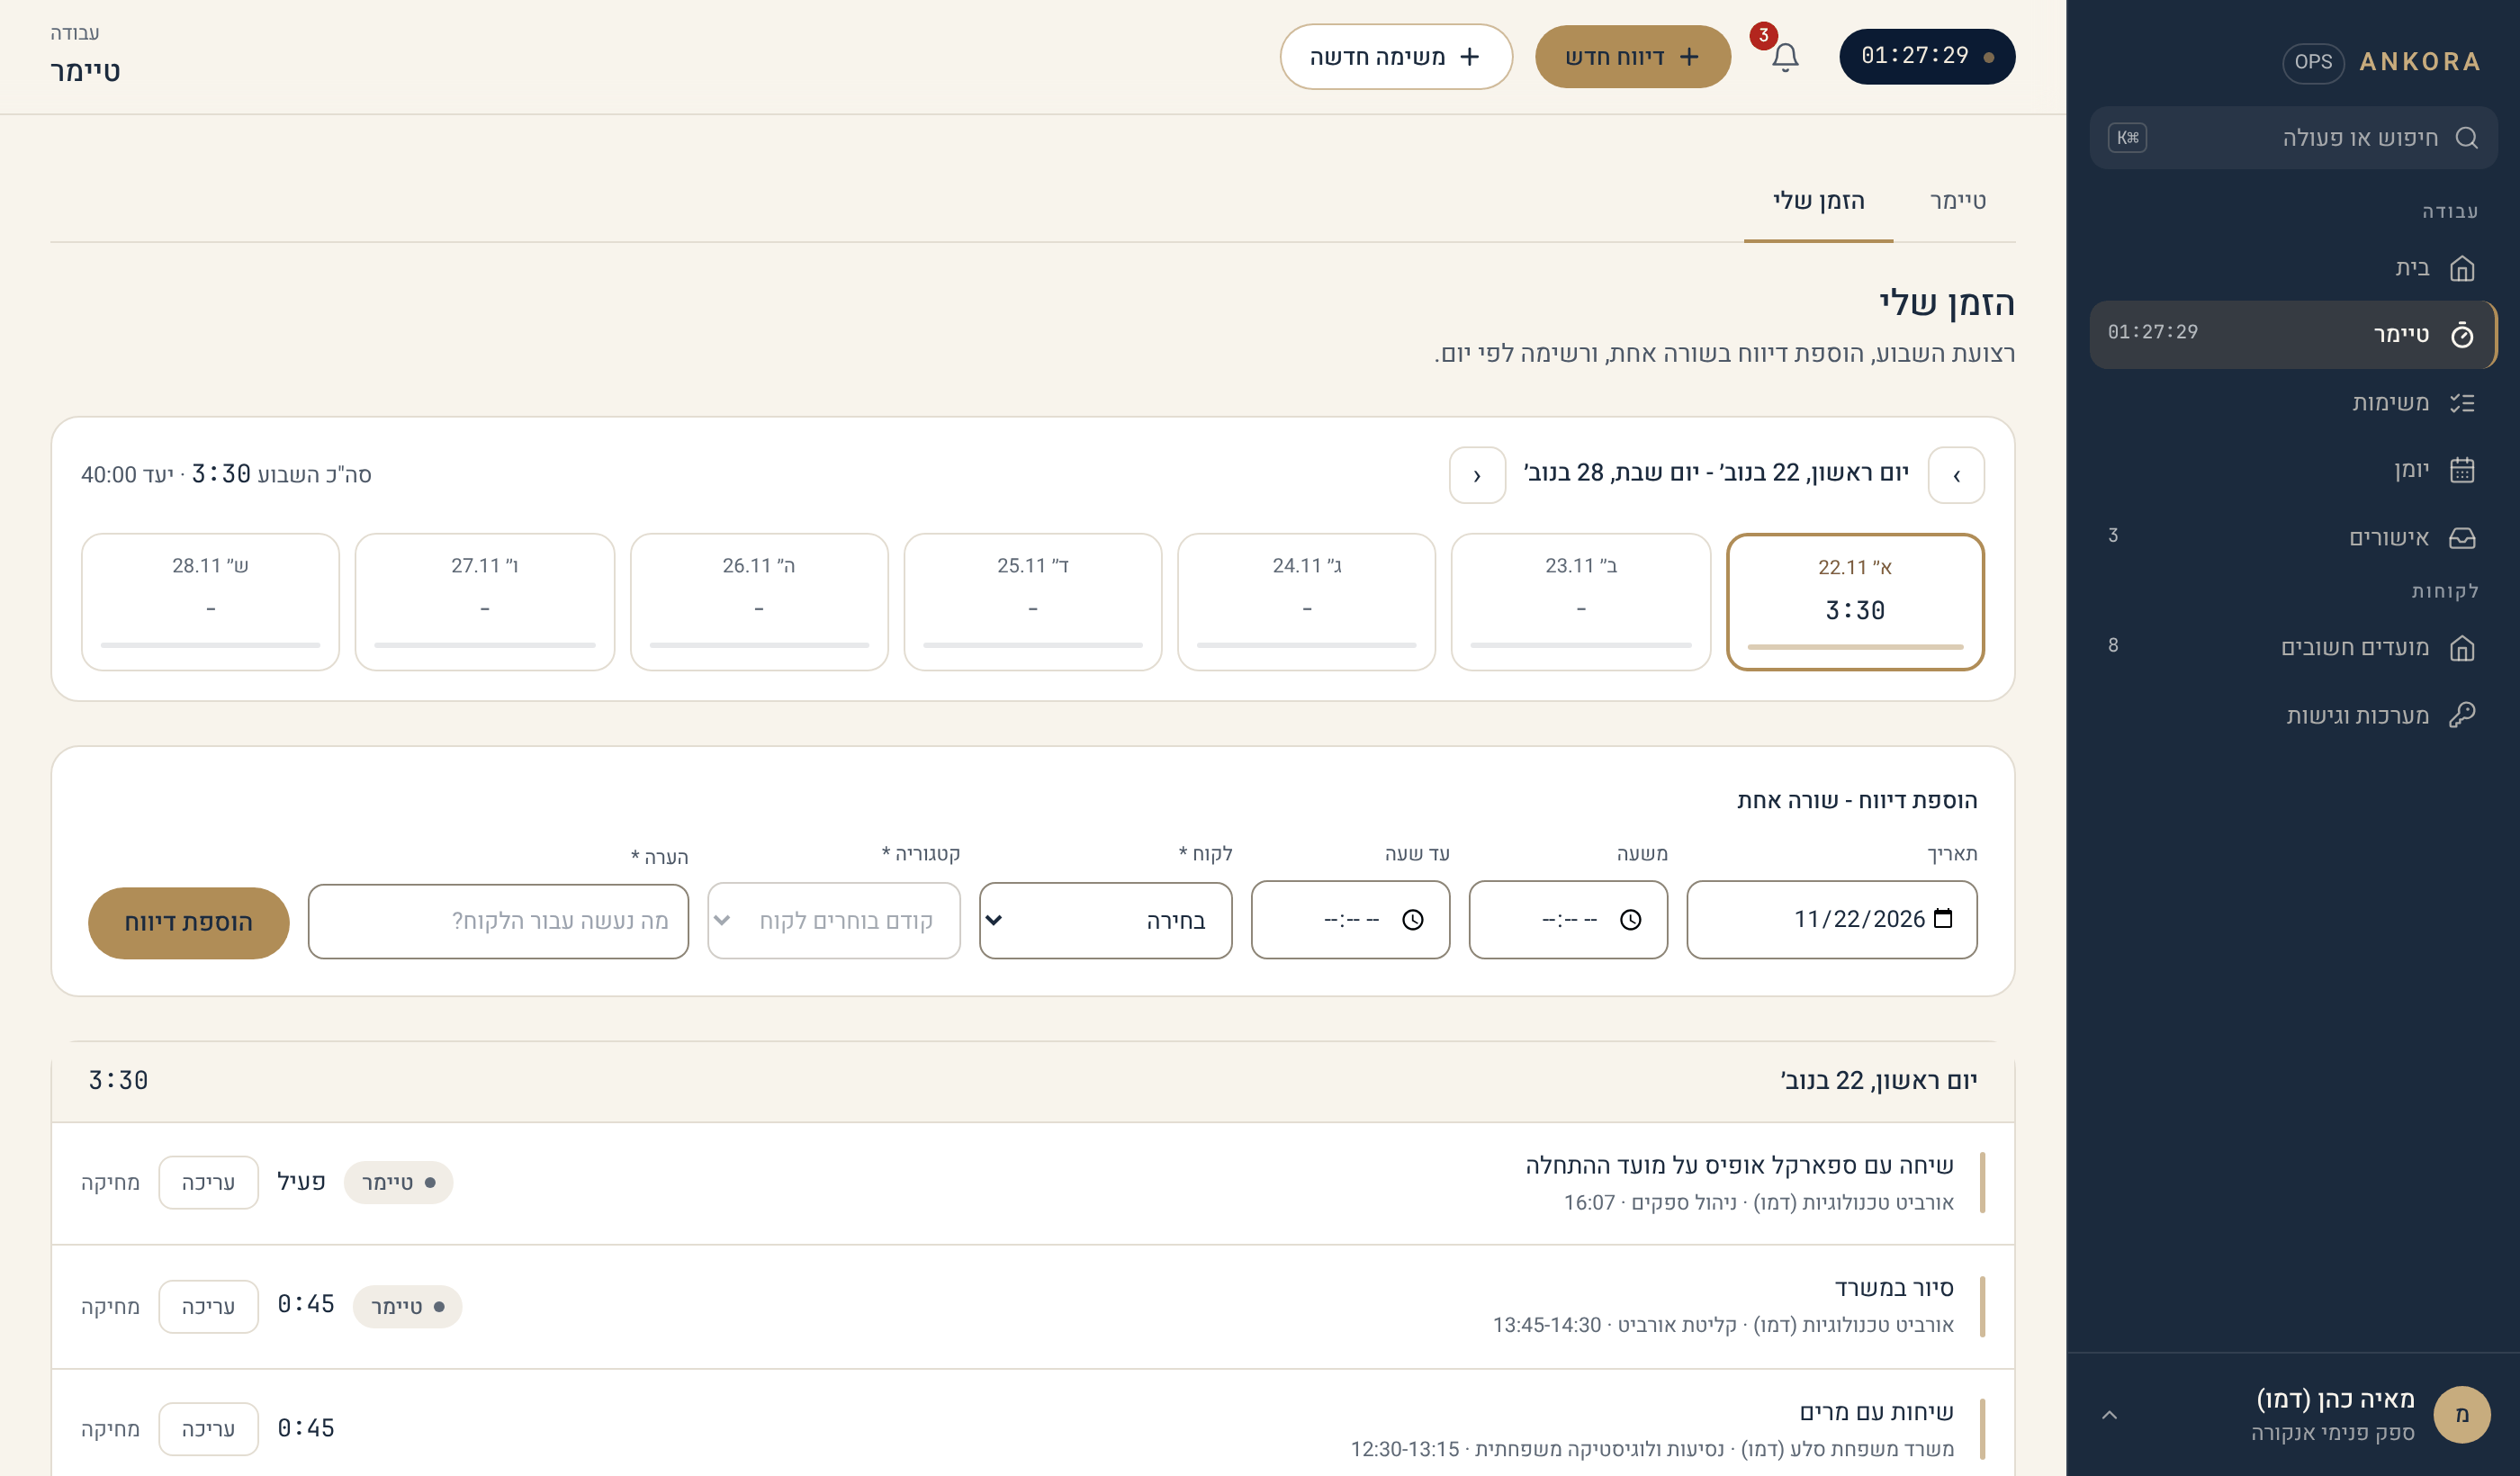 ANKORA OPS
חיפוש או פעולה ⌘K
עבודה
בית
טיימר 01:27:29
משימות
יומן
אישורים 3
לקוחות
מועדים חשובים 8
מערכות וגישות
מאיה כהן (דמו)
ספק פנימי אנקורה
מ
01:27:29
3
+ דיווח חדש
+ משימה חדשה
עבודה
טיימר
טיימר
הזמן שלי
הזמן שלי
רצועת השבוע, הוספת דיווח בשורה אחת, ורשימה לפי יום.
יום ראשון, 22 בנוב׳ - יום שבת, 28 בנוב׳
סה"כ השבוע 3:30 · יעד 40:00
א׳׳ 22.11
3:30
ב׳׳ 23.11
-
ג׳׳ 24.11
-
ד׳׳ 25.11
-
ה׳׳ 26.11
-
ו׳׳ 27.11
-
ש׳׳ 28.11
-
הוספת דיווח - שורה אחת
תאריך
11/22/2026
משעה
--:-- --
עד שעה
--:-- --
לקוח *
בחירה
קטגוריה *
קודם בוחרים לקוח
הערה *
מה נעשה עבור הלקוח?
הוספת דיווח
יום ראשון, 22 בנוב׳ 3:30
שיחה עם ספארקל אופיס על מועד ההתחלה
אורביט טכנולוגיות (דמו) · ניהול ספקים · 16:07
טיימר פעיל עריכה מחיקה
סיור במשרד
אורביט טכנולוגיות (דמו) · קליטת אורביט · 13:45-14:30
טיימר 0:45 עריכה מחיקה
שיחות עם מרים
משרד משפחת סלע (דמו) · נסיעות ולוגיסטיקה משפחתית · 12:30-13:15
0:45 עריכה מחיקה